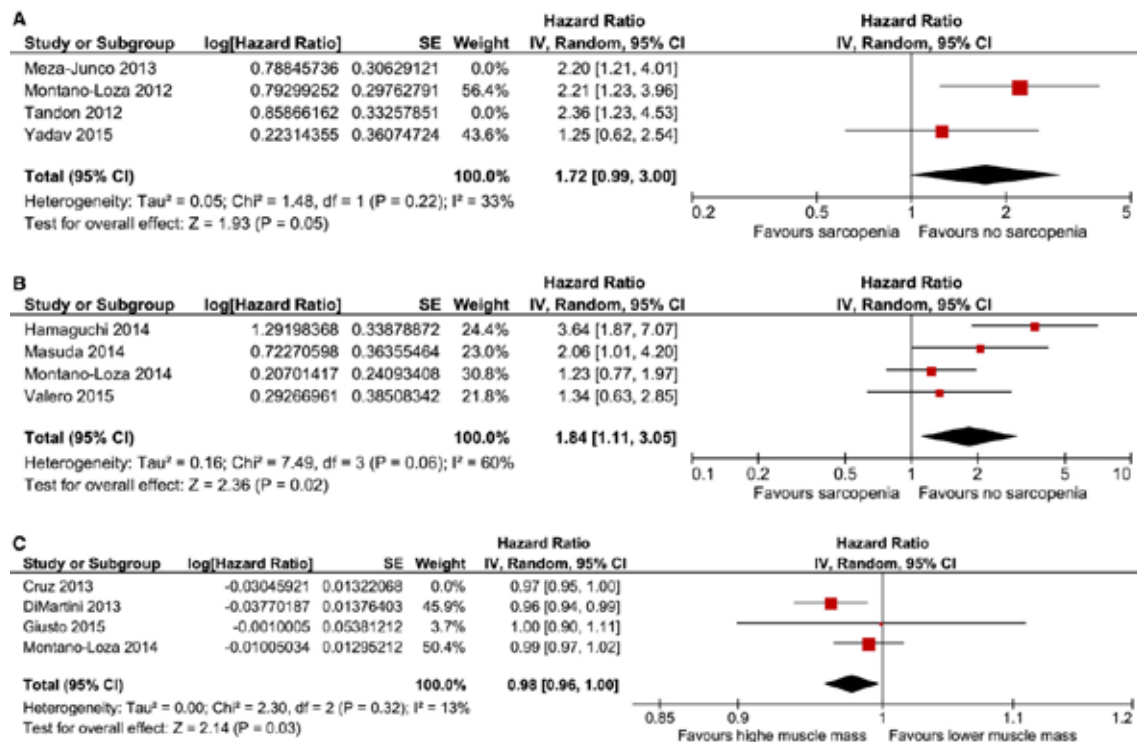 A
Hazard Ratio Hazard Ratio
Study or Subgroup log[Hazard Ratio] SE Weight IV, Random, 95% CI IV, Random, 95% CI
Meza-Junco 2013 0.78845736 0.30629121 0.0% 2.20 [1.21, 4.01]
Montano-Loza 2012 0.79299252 0.29762791 56.4% 2.21 [1.23, 3.96]
Tandon 2012 0.85866162 0.33257851 0.0% 2.36 [1.23, 4.53]
Yadav 2015 0.22314355 0.36074724 43.6% 1.25 [0.62, 2.54]
Total (95% CI) 100.0% 1.72 [0.99, 3.00]
Heterogeneity: Tau² = 0.05; Chi² = 1.48, df = 1 (P = 0.22); I² = 33%
Test for overall effect: Z = 1.93 (P = 0.05)
0.2 0.5 1 2 5
Favours sarcopenia Favours no sarcopenia
B
Hazard Ratio Hazard Ratio
Study or Subgroup log[Hazard Ratio] SE Weight IV, Random, 95% CI IV, Random, 95% CI
Hamaguchi 2014 1.29198368 0.33878872 24.4% 3.64 [1.87, 7.07]
Masuda 2014 0.72270598 0.36355464 23.0% 2.06 [1.01, 4.20]
Montano-Loza 2014 0.20701417 0.24093408 30.8% 1.23 [0.77, 1.97]
Valero 2015 0.29266961 0.38508342 21.8% 1.34 [0.63, 2.85]
Total (95% CI) 100.0% 1.84 [1.11, 3.05]
Heterogeneity: Tau² = 0.16; Chi² = 7.49, df = 3 (P = 0.06); I² = 60%
Test for overall effect: Z = 2.36 (P = 0.02)
0.1 0.2 0.5 1 2 5 10
Favours sarcopenia Favours no sarcopenia
C
Hazard Ratio Hazard Ratio
Study or Subgroup log[Hazard Ratio] SE Weight IV, Random, 95% CI IV, Random, 95% CI
Cruz 2013 -0.03045921 0.01322068 0.0% 0.97 [0.95, 1.00]
DiMartini 2013 -0.03770187 0.01376403 45.9% 0.96 [0.94, 0.99]
Giusto 2015 -0.0010005 0.05381212 3.7% 1.00 [0.90, 1.11]
Montano-Loza 2014 -0.01005034 0.01295212 50.4% 0.99 [0.97, 1.02]
Total (95% CI) 100.0% 0.98 [0.96, 1.00]
Heterogeneity: Tau² = 0.00; Chi² = 2.30, df = 2 (P = 0.32); I² = 13%
Test for overall effect: Z = 2.14 (P = 0.03)
0.85 0.9 1 1.1 1.2
Favours highe muscle mass Favours lower muscle mass